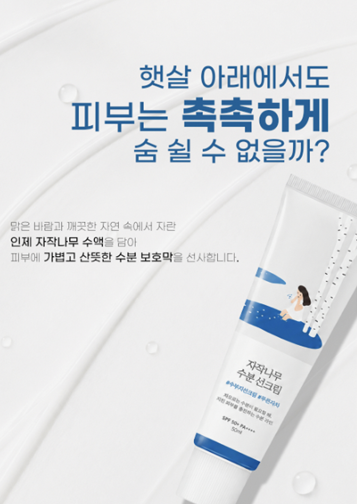 햇살 아래에서도
피부는 촉촉하게
숨 쉴 수 없을까?
맑은 바람과 깨끗한 자연 속에서 자란
인제 자작나무 수액을 담아
피부에 가볍고 산뜻한 수분 보호막을 선사합니다.
자작나무
수분 선크림
SPF 50+ PA++++
50ml